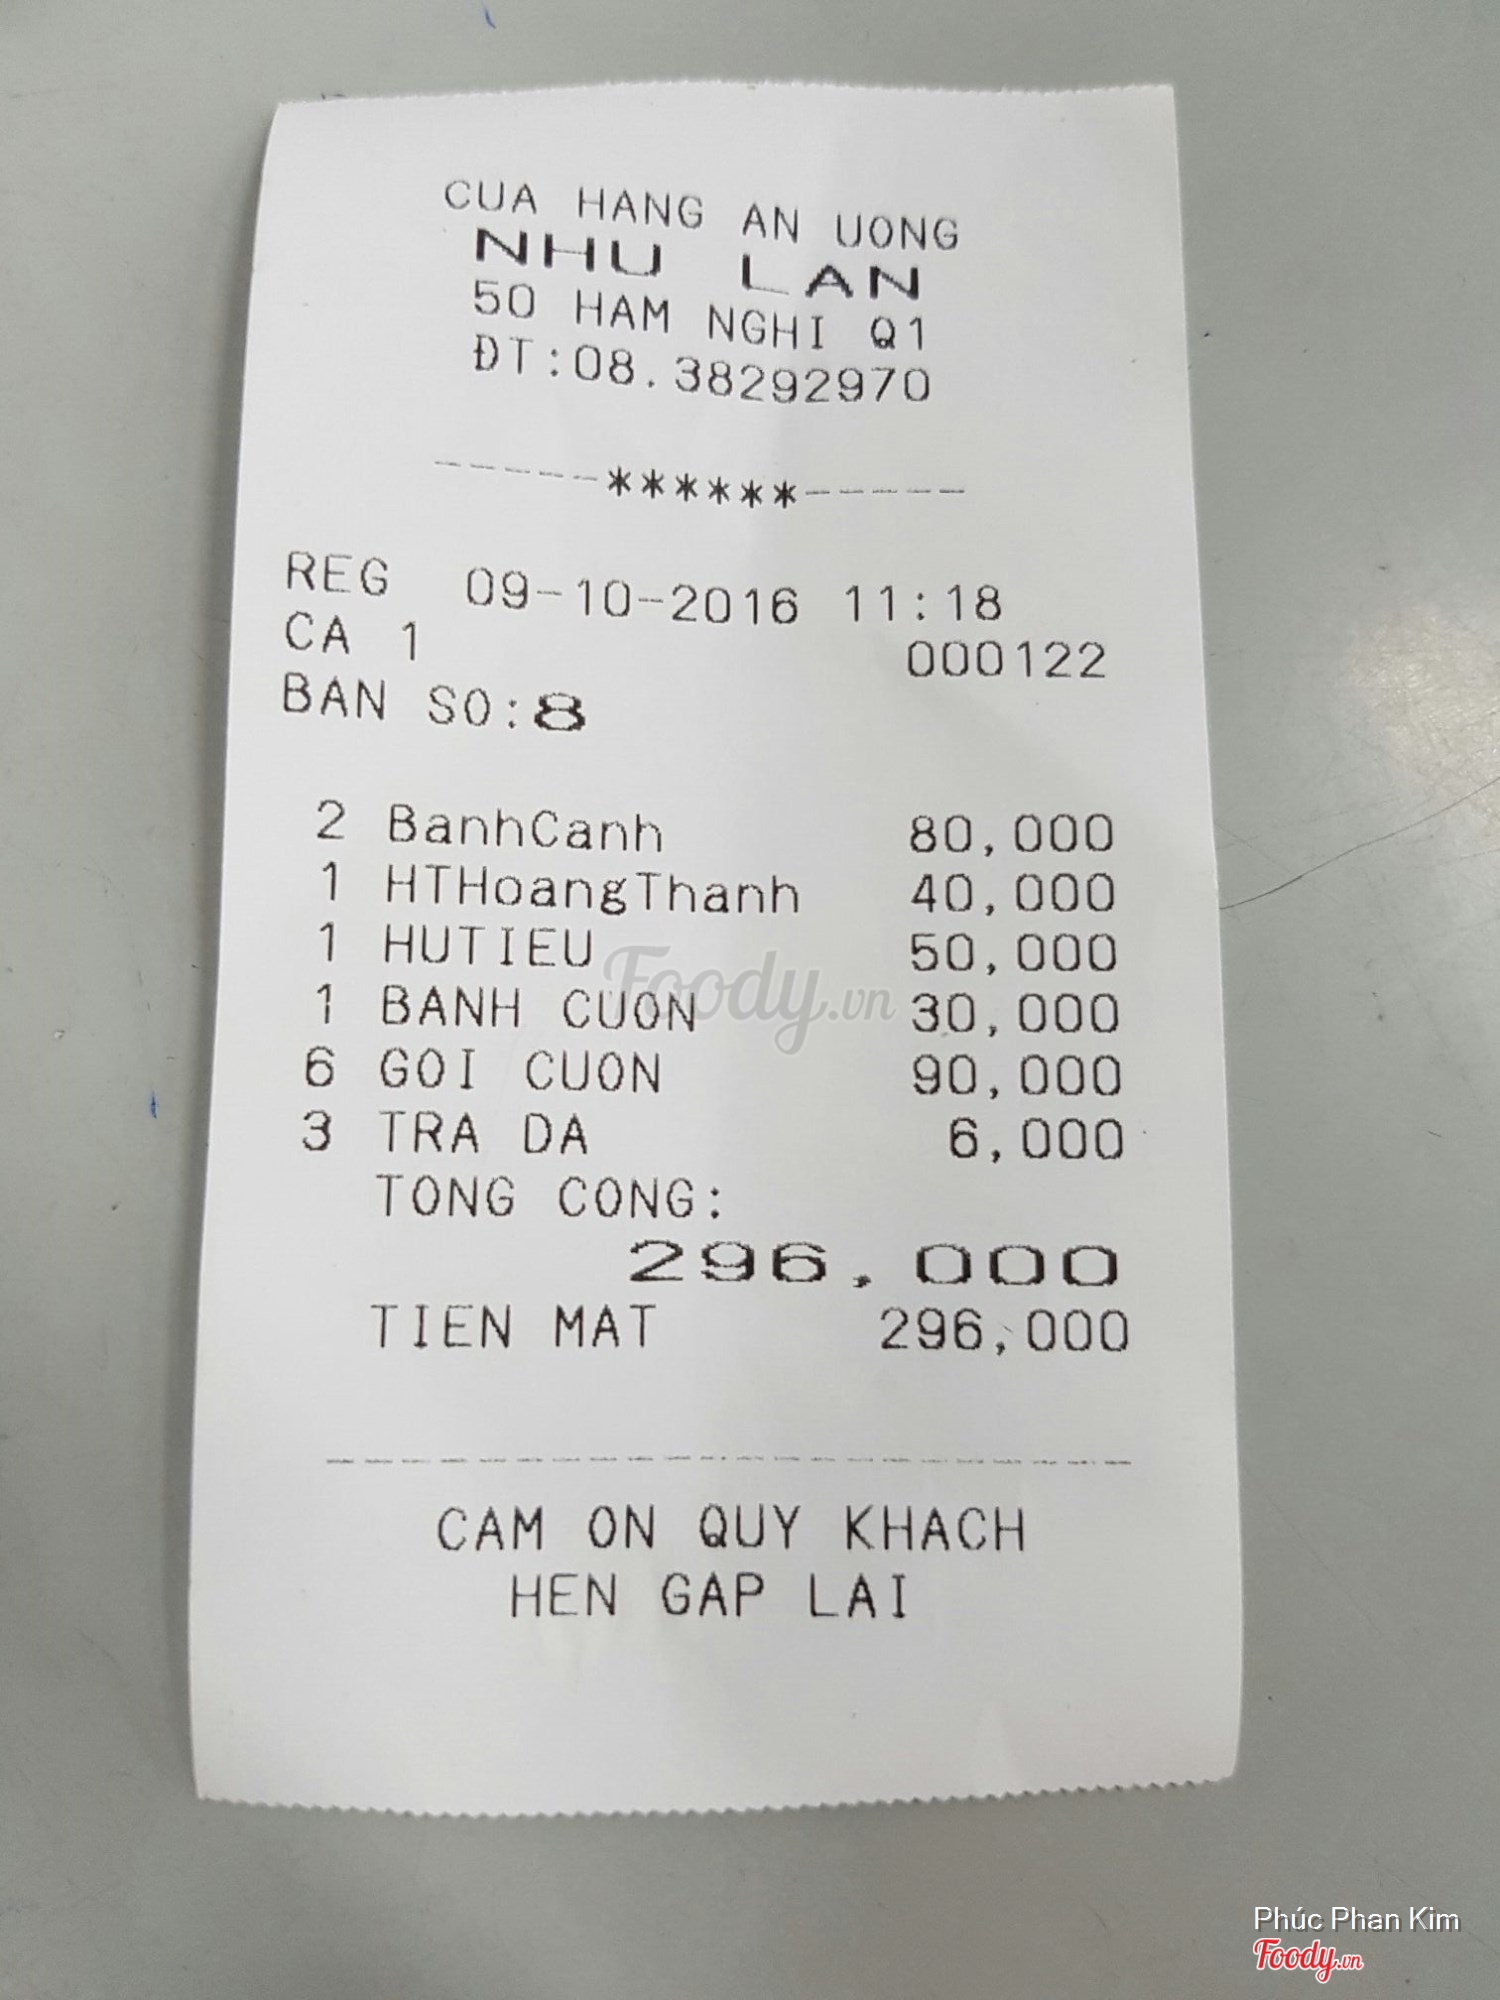 CUA HANG AN UONG
NHU LAN
50 HAM NGHI Q1
ĐT:08.38292970
-----******-----
REG 09-10-2016 11:18
CA 1 000122
BAN SO:8
2 BanhCanh 80,000
1 HTHoangThanh 40,000
1 HUTIEU 50,000
1 BANH CUON 30,000
6 GOI CUON 90,000
3 TRA DA 6,000
TONG CONG:
296,000
TIEN MAT 296,000
CAM ON QUY KHACH
HEN GAP LAI
Foody.vn
Phúc Phan Kim
Foody.vn